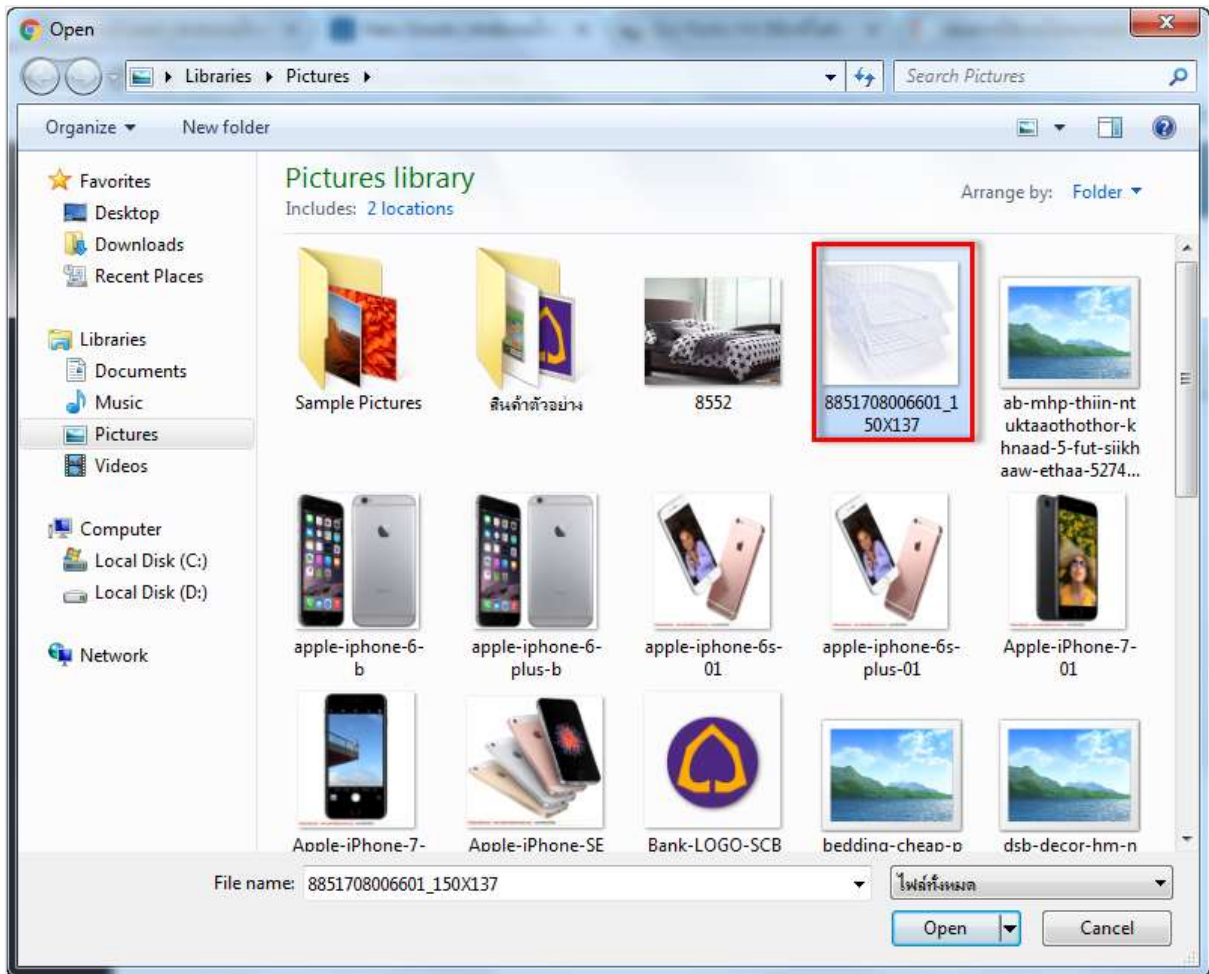 Open
Libraries
Pictures
Search Pictures
Organize
New folder
Favorites
Desktop
Downloads
Recent Places
Libraries
Documents
Music
Pictures
Videos
Computer
Local Disk (C:)
Local Disk (D:)
Network
Pictures library
Includes: 2 locations
Arrange by: Folder
Sample Pictures
สินค้าตัวอย่าง
8552
8851708006601_1
50X137
ab-mhp-thiin-nt
uktaaothothor-k
hnaad-5-fut-siikh
aaw-ethaa-5274...
apple-iphone-6-
b
apple-iphone-6-
plus-b
apple-iphone-6s-
01
apple-iphone-6s-
plus-01
Apple-iPhone-7-
01
Apple-iPhone-7-
Apple-iPhone-SE
Bank-LOGO-SCB
bedding-cheap-p
dsb-decor-hm-n
File name:
8851708006601_150X137
ไฟล์ทั้งหมด
Open
Cancel